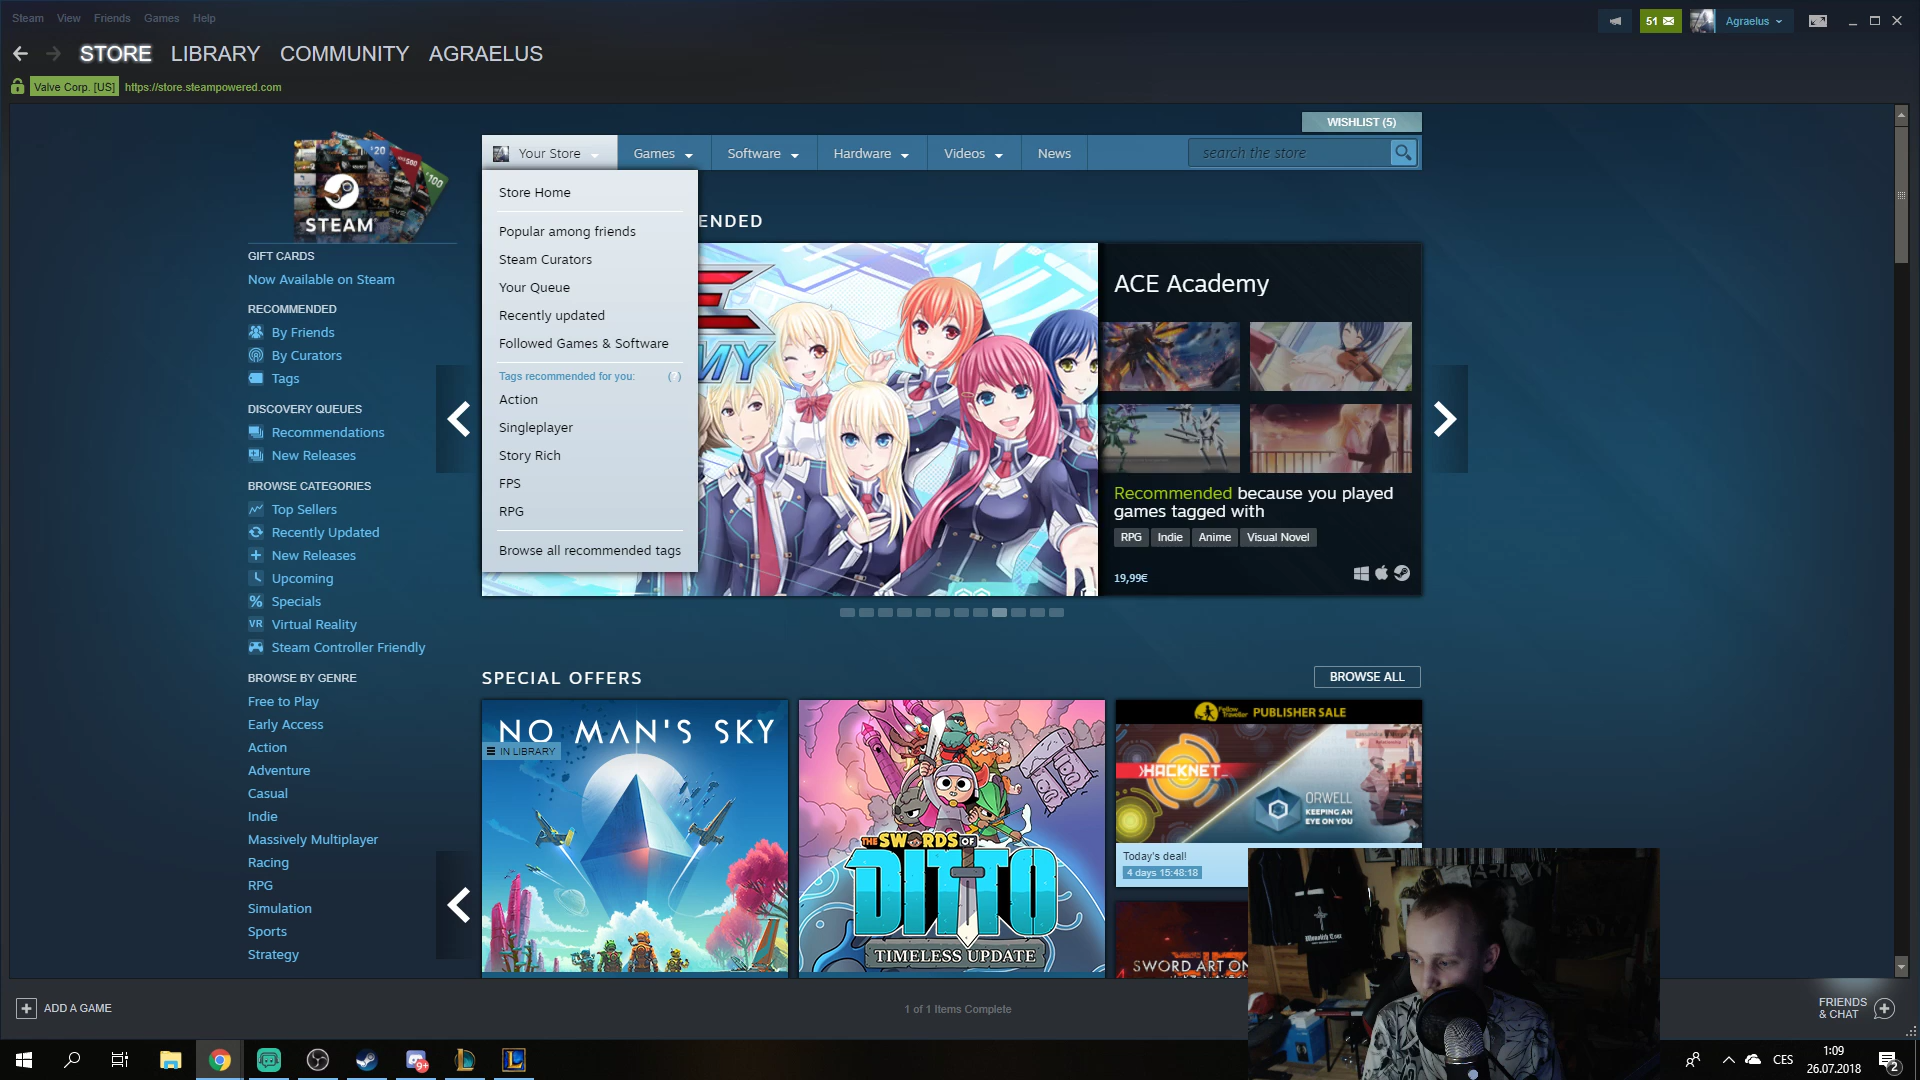 Steam View Friends Games Help
51
Agraelus
STORE LIBRARY COMMUNITY AGRAELUS
Valve Corp. [US] https://store.steampowered.com
WISHLIST (5)
Your Store Games Software Hardware Videos News search the store
Store Home
Popular among friends
Steam Curators
Your Queue
Recently updated
Followed Games & Software
Tags recommended for you: (?)
Action
Singleplayer
Story Rich
FPS
RPG
Browse all recommended tags
$20
$100
STEAM
GIFT CARDS
Now Available on Steam
RECOMMENDED
By Friends
By Curators
Tags
DISCOVERY QUEUES
Recommendations
New Releases
BROWSE CATEGORIES
Top Sellers
Recently Updated
New Releases
Upcoming
Specials
VR Virtual Reality
Steam Controller Friendly
BROWSE BY GENRE
Free to Play
Early Access
Action
Adventure
Casual
Indie
Massively Multiplayer
Racing
RPG
Simulation
Sports
Strategy
ENDED
E
MY
ACE Academy
Recommended because you played
games tagged with
RPG Indie Anime Visual Novel
19,99€
SPECIAL OFFERS
BROWSE ALL
NO MAN'S SKY
IN LIBRARY
THE SWORDS OF
DITTO
TIMELESS UPDATE
Fellow Traveller PUBLISHER SALE
HACKNET_
ORWELL
KEEPING AN
EYE ON YOU
Today's deal!
4 days 15:48:18
SWORD ART ON
ADD A GAME
1 of 1 Items Complete
FRIENDS
& CHAT
9+
CES
1:09
26.07.2018
2